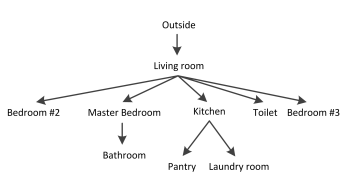 Outside
Living room
Bedroom #2 Master Bedroom Kitchen Toilet Bedroom #3
Bathroom
Pantry Laundry room